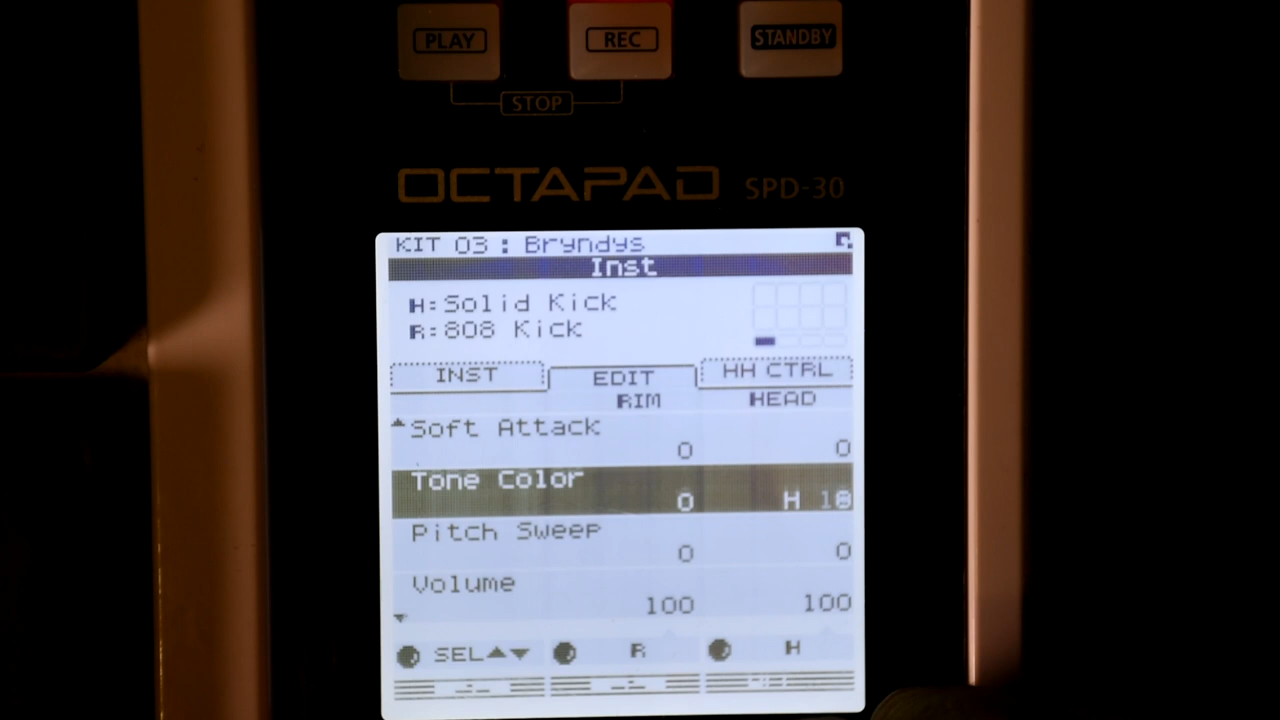 PLAY REC STANDBY
STOP
OCTAPAD SPD-30
KIT 03 : Bryndys
Inst
H:Solid Kick
R:808 Kick
INST EDIT HH CTRL
RIM HEAD
Soft Attack
0 0
Tone Color
0 H
Pitch Sweep
0 0
Volume
100 100
SEL R H